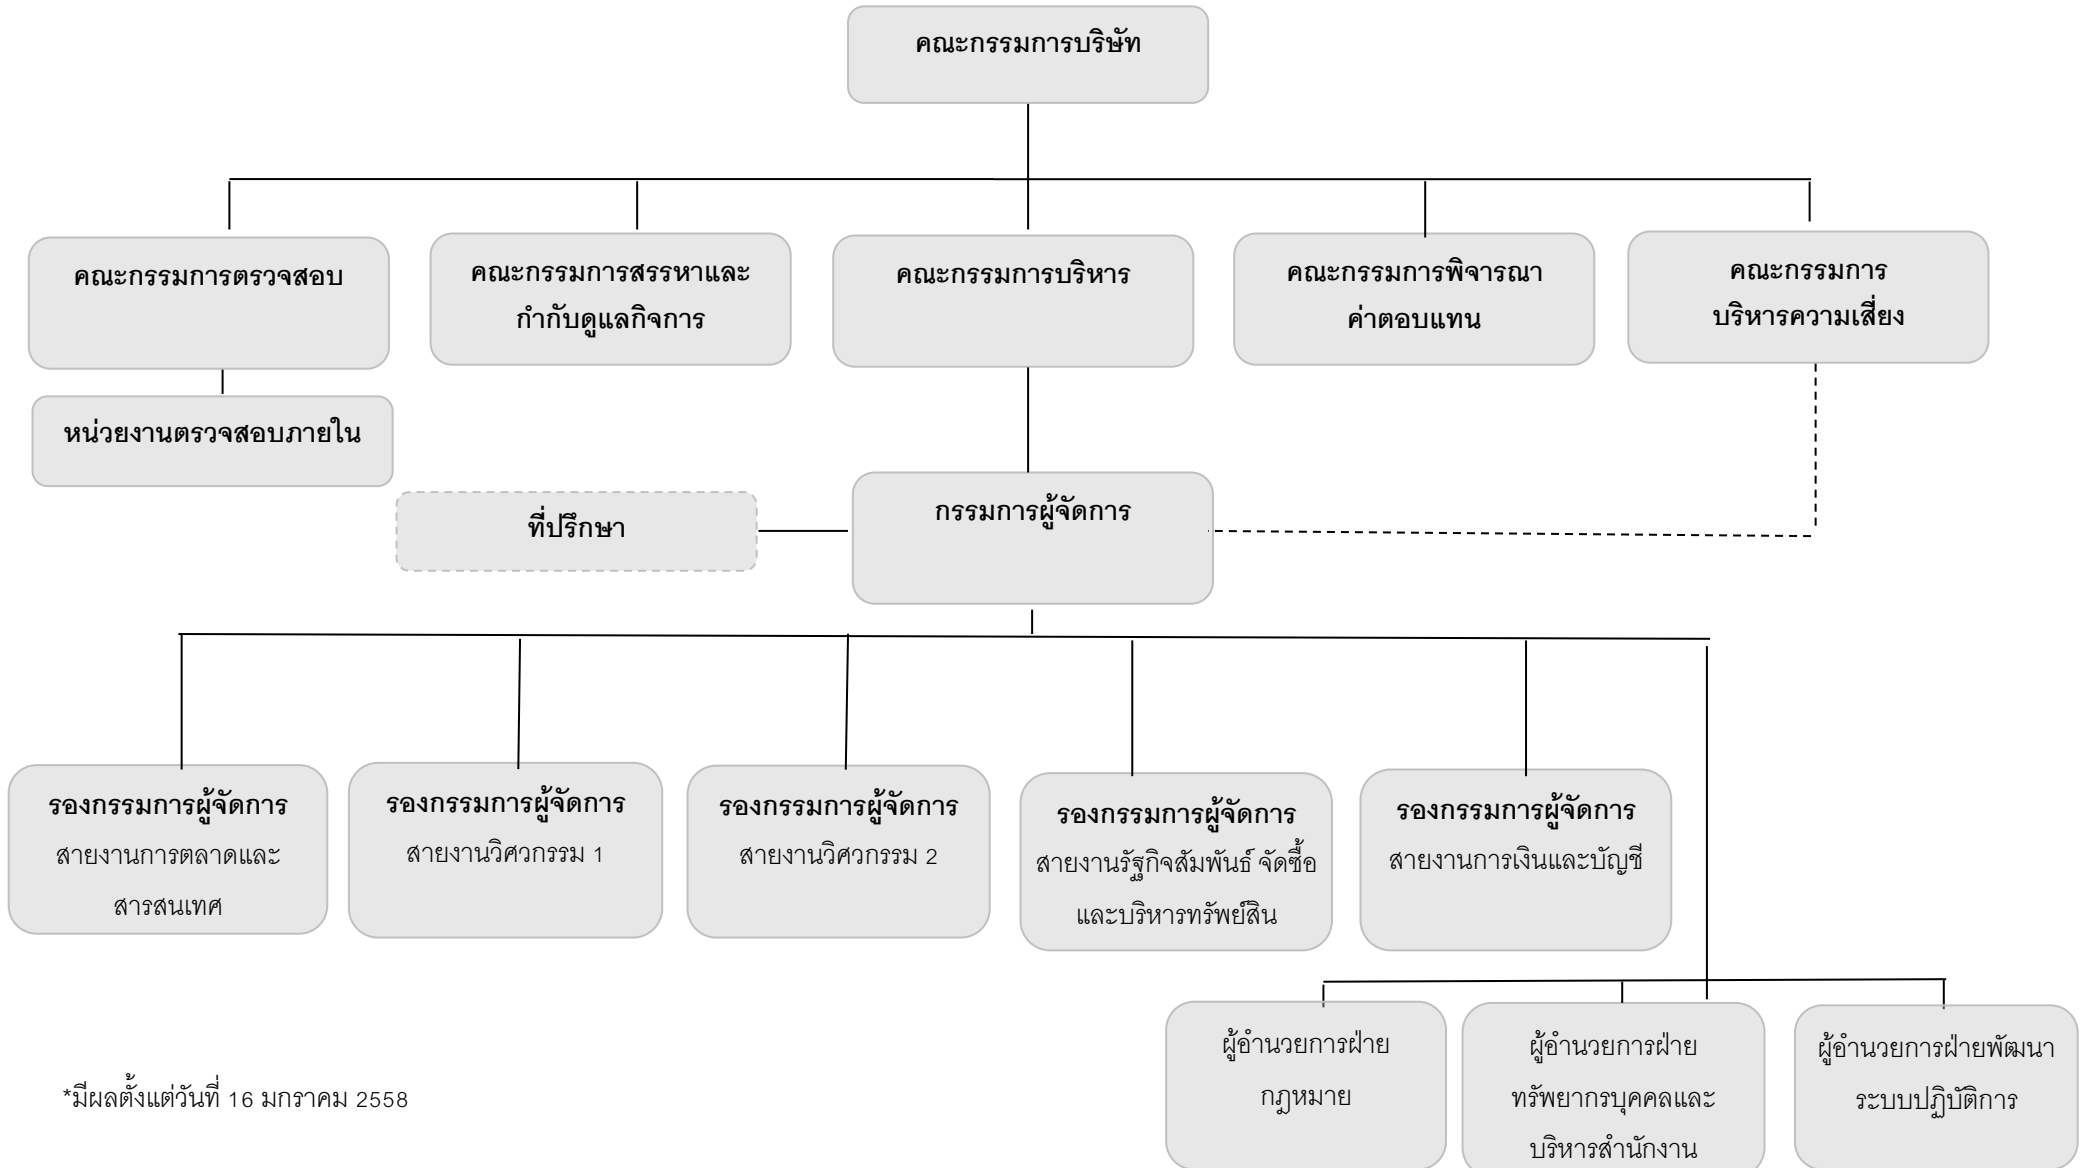 คณะกรรมการบริษัท
คณะกรรมการตรวจสอบ
คณะกรรมการสรรหาและ
กำกับดูแลกิจการ
คณะกรรมการบริหาร
คณะกรรมการพิจารณา
ค่าตอบแทน
คณะกรรมการ
บริหารความเสี่ยง
หน่วยงานตรวจสอบภายใน
ที่ปรึกษา
กรรมการผู้จัดการ
รองกรรมการผู้จัดการ
สายงานการตลาดและ
สารสนเทศ
รองกรรมการผู้จัดการ
สายงานวิศวกรรม 1
รองกรรมการผู้จัดการ
สายงานวิศวกรรม 2
รองกรรมการผู้จัดการ
สายงานรัฐกิจสัมพันธ์ จัดซื้อ
และบริหารทรัพย์สิน
รองกรรมการผู้จัดการ
สายงานการเงินและบัญชี
ผู้อำนวยการฝ่าย
กฎหมาย
ผู้อำนวยการฝ่าย
ทรัพยากรบุคคลและ
บริหารสำนักงาน
ผู้อำนวยการฝ่ายพัฒนา
ระบบปฏิบัติการ
*มีผลตั้งแต่วันที่ 16 มกราคม 2558